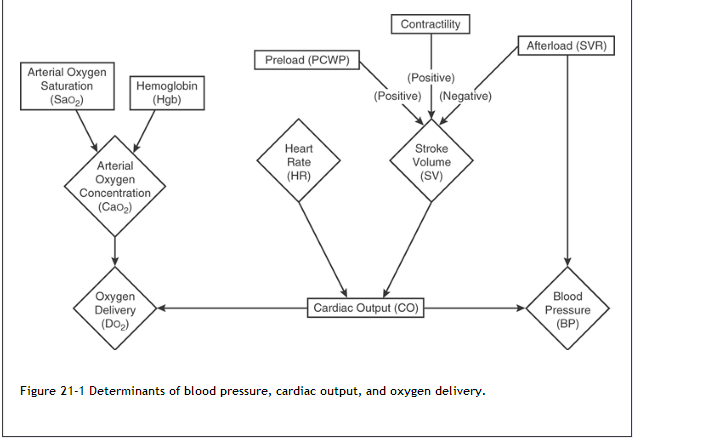 Contractility
Afterload (SVR)
Preload (PCWP)
Arterial Oxygen
Saturation
(SaO₂)
Hemoglobin
(Hgb)
(Positive)
(Positive)
(Negative)
Arterial
Oxygen
Concentration
(CaO₂)
Heart
Rate
(HR)
Stroke
Volume
(SV)
Oxygen
Delivery
(DO₂)
Cardiac Output (CO)
Blood
Pressure
(BP)
Figure 21-1 Determinants of blood pressure, cardiac output, and oxygen delivery.